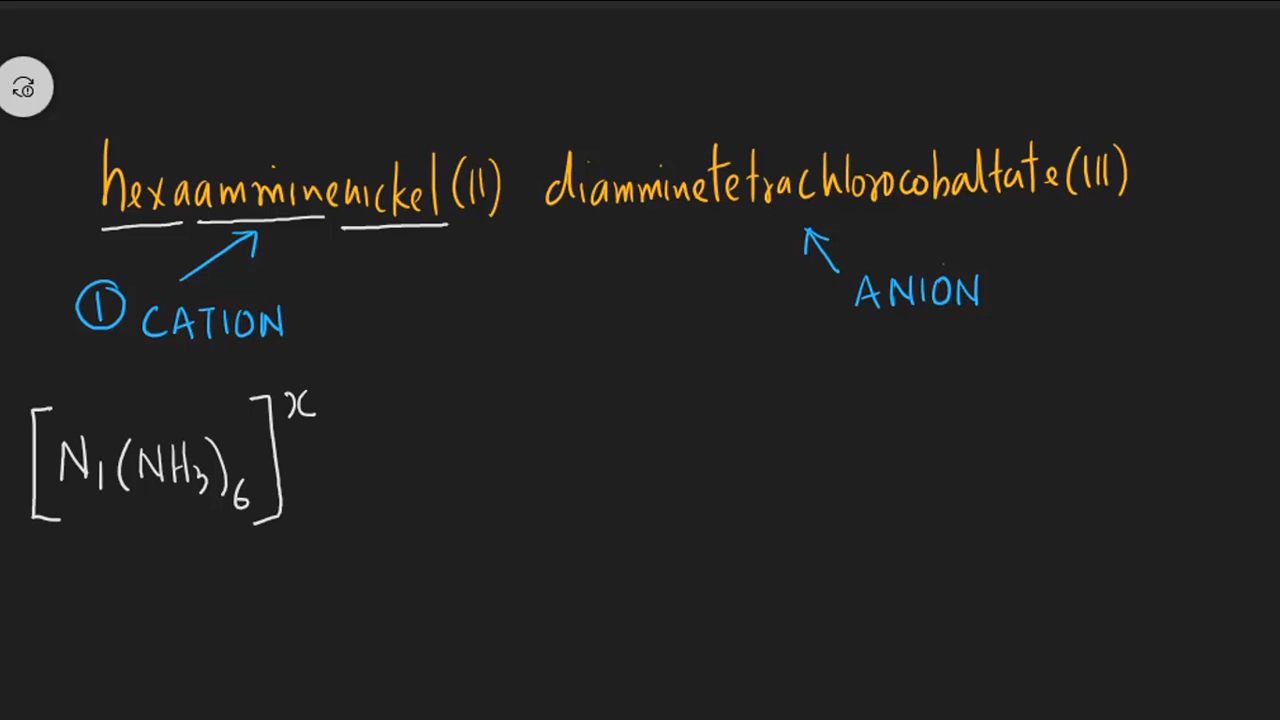 hexaamminenickel(II) diamminetetrachlorocobaltate(III)
① CATION
ANION
[Ni(NH₃)₆]ˣ